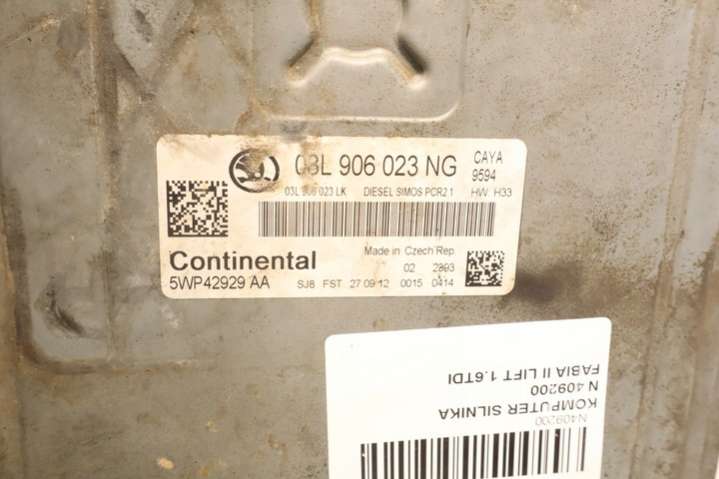 03L 906 023 NG CAYA
9594
03L 906 023 LK DIESEL SIMOS PCR2.1 HW H33
Continental Made in Czech Rep
02 2893
5WP42929 AA SJ8 FST 27 09 12 0015 0414
N409200
KOMPUTER SILNIKA
N 409200
FABIA II LIFT 1.6TDI